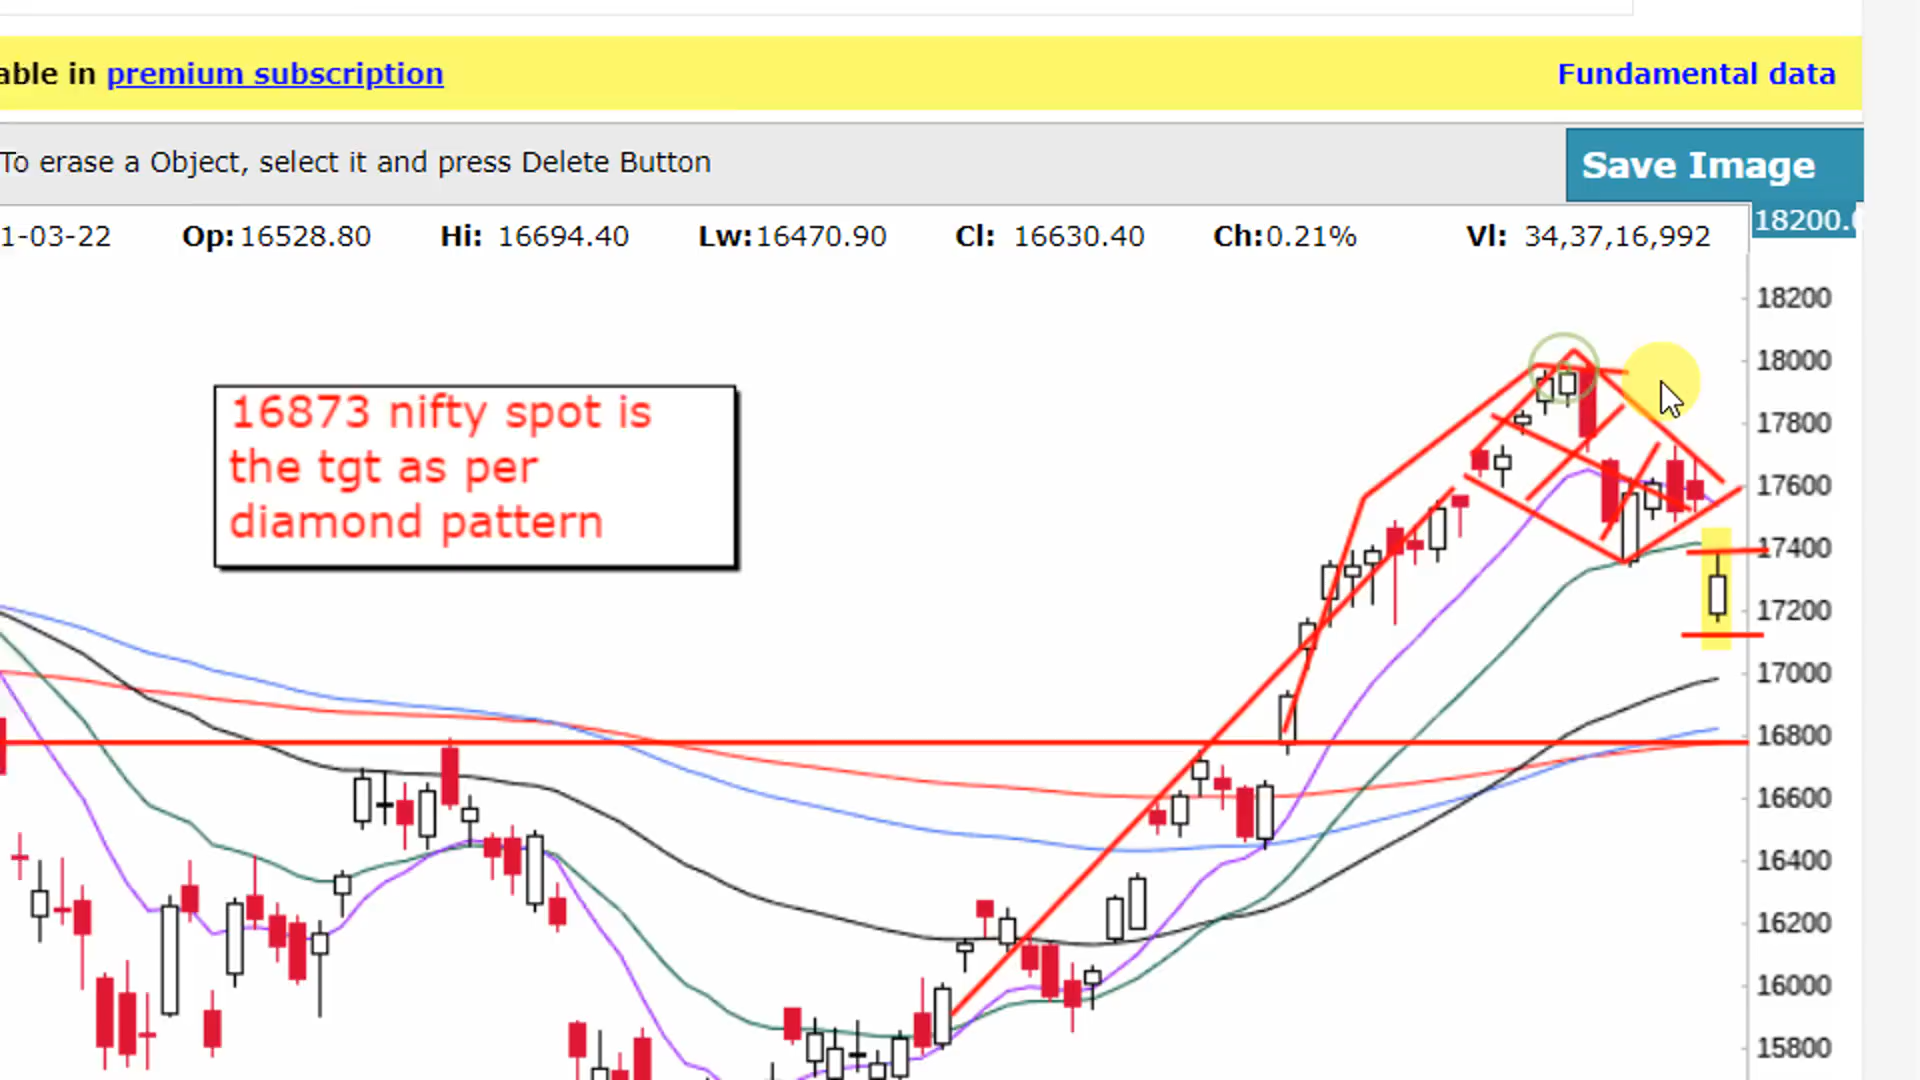 able in premium subscription Fundamental data
To erase a Object, select it and press Delete Button Save Image
1-03-22 Op: 16528.80 Hi: 16694.40 Lw: 16470.90 Cl: 16630.40 Ch: 0.21% Vl: 34,37,16,992 18200.
18200
18000
16873 nifty spot is
the tgt as per
diamond pattern
17800
17600
17400
17200
17000
16800
16600
16400
16200
16000
15800